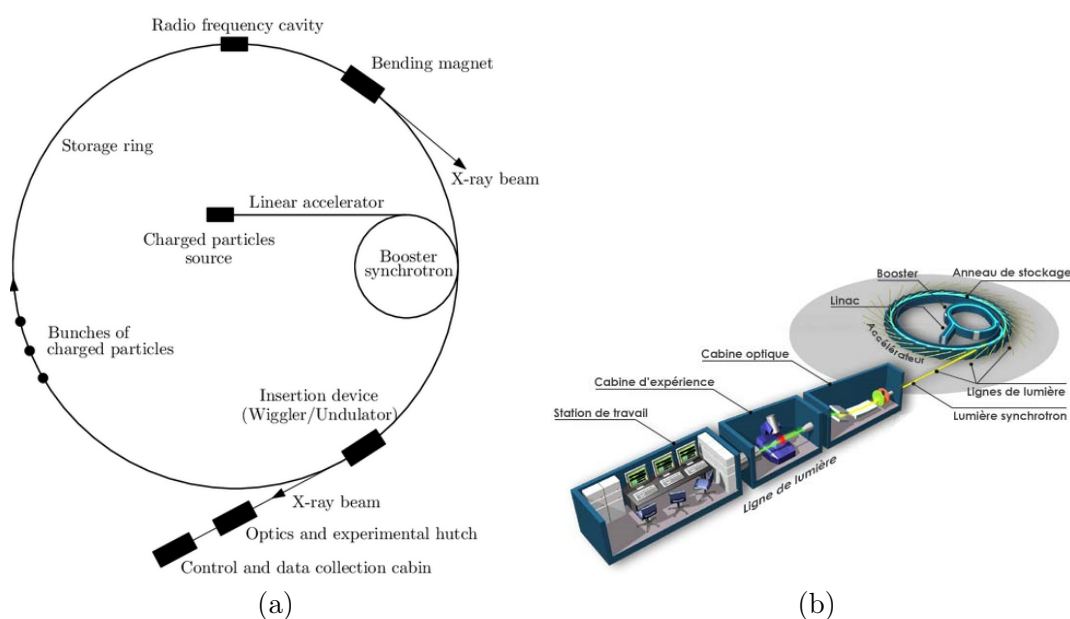 Radio frequency cavity
Bending magnet
Storage ring
X-ray beam
Linear accelerator
Charged particles
source
Booster
synchrotron
Bunches of
charged particles
Insertion device
(Wiggler/Undulator)
X-ray beam
Optics and experimental hutch
Control and data collection cabin
(a)
Booster
Anneau de stockage
Linac
Accélérateur
Cabine optique
Cabine d'expérience
Lignes de lumière
Station de travail
Lumière synchrotron
Ligne de lumière
(b)